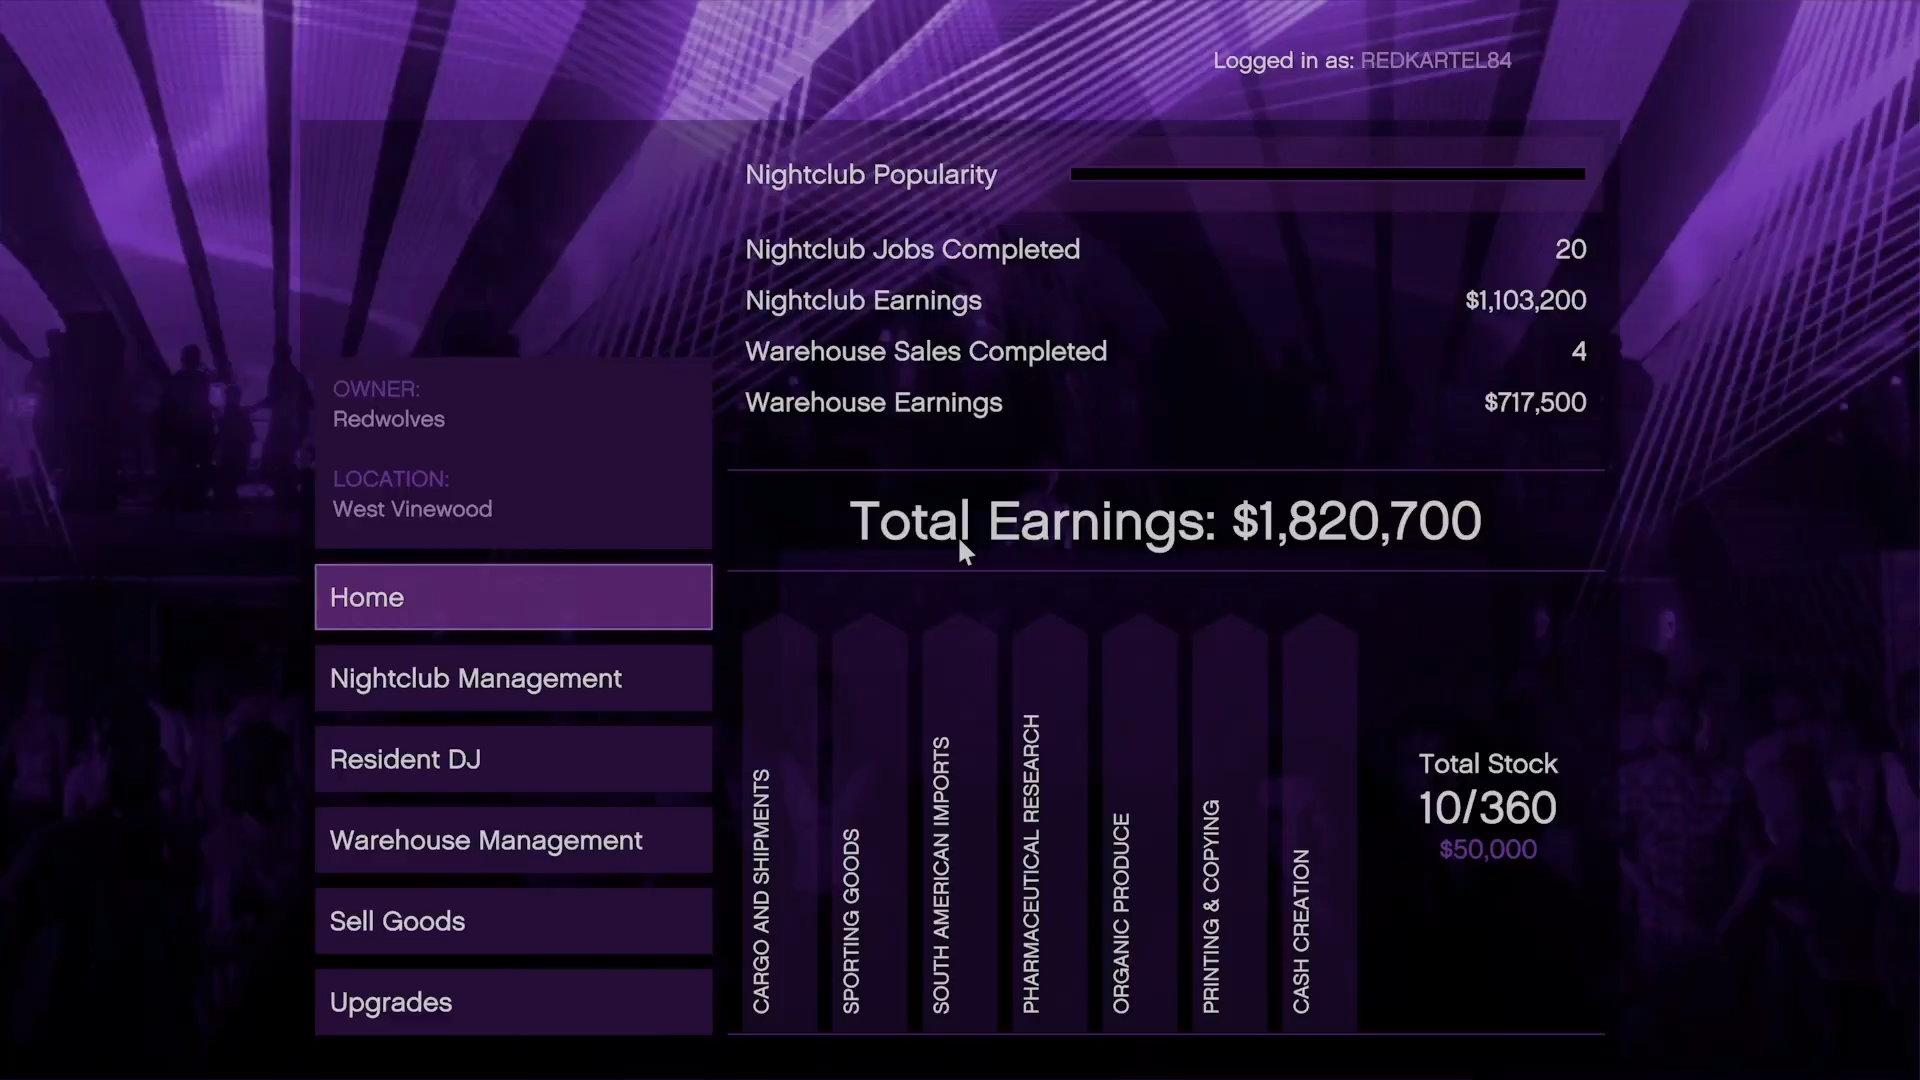 Logged in as: REDKARTEL84
Nightclub Popularity
Nightclub Jobs Completed 20
Nightclub Earnings $1,103,200
Warehouse Sales Completed 4
Warehouse Earnings $717,500
OWNER:
Redwolves
LOCATION:
West Vinewood
Total Earnings: $1,820,700
Home
Nightclub Management
Resident DJ
Warehouse Management
Sell Goods
Upgrades
CARGO AND SHIPMENTS
SPORTING GOODS
SOUTH AMERICAN IMPORTS
PHARMACEUTICAL RESEARCH
ORGANIC PRODUCE
PRINTING & COPYING
CASH CREATION
Total Stock
10/360
$50,000